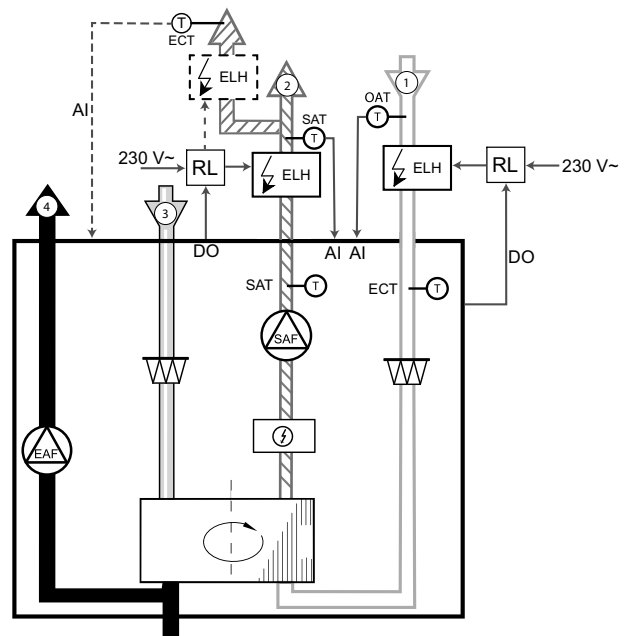 T
ECT
AI
ELH
2
1
SAT
T
OAT
T
230 V~
RL
ELH
ELH
RL
230 V~
4
3
DO
AI
AI
DO
SAT
T
ECT
T
SAF
EAF